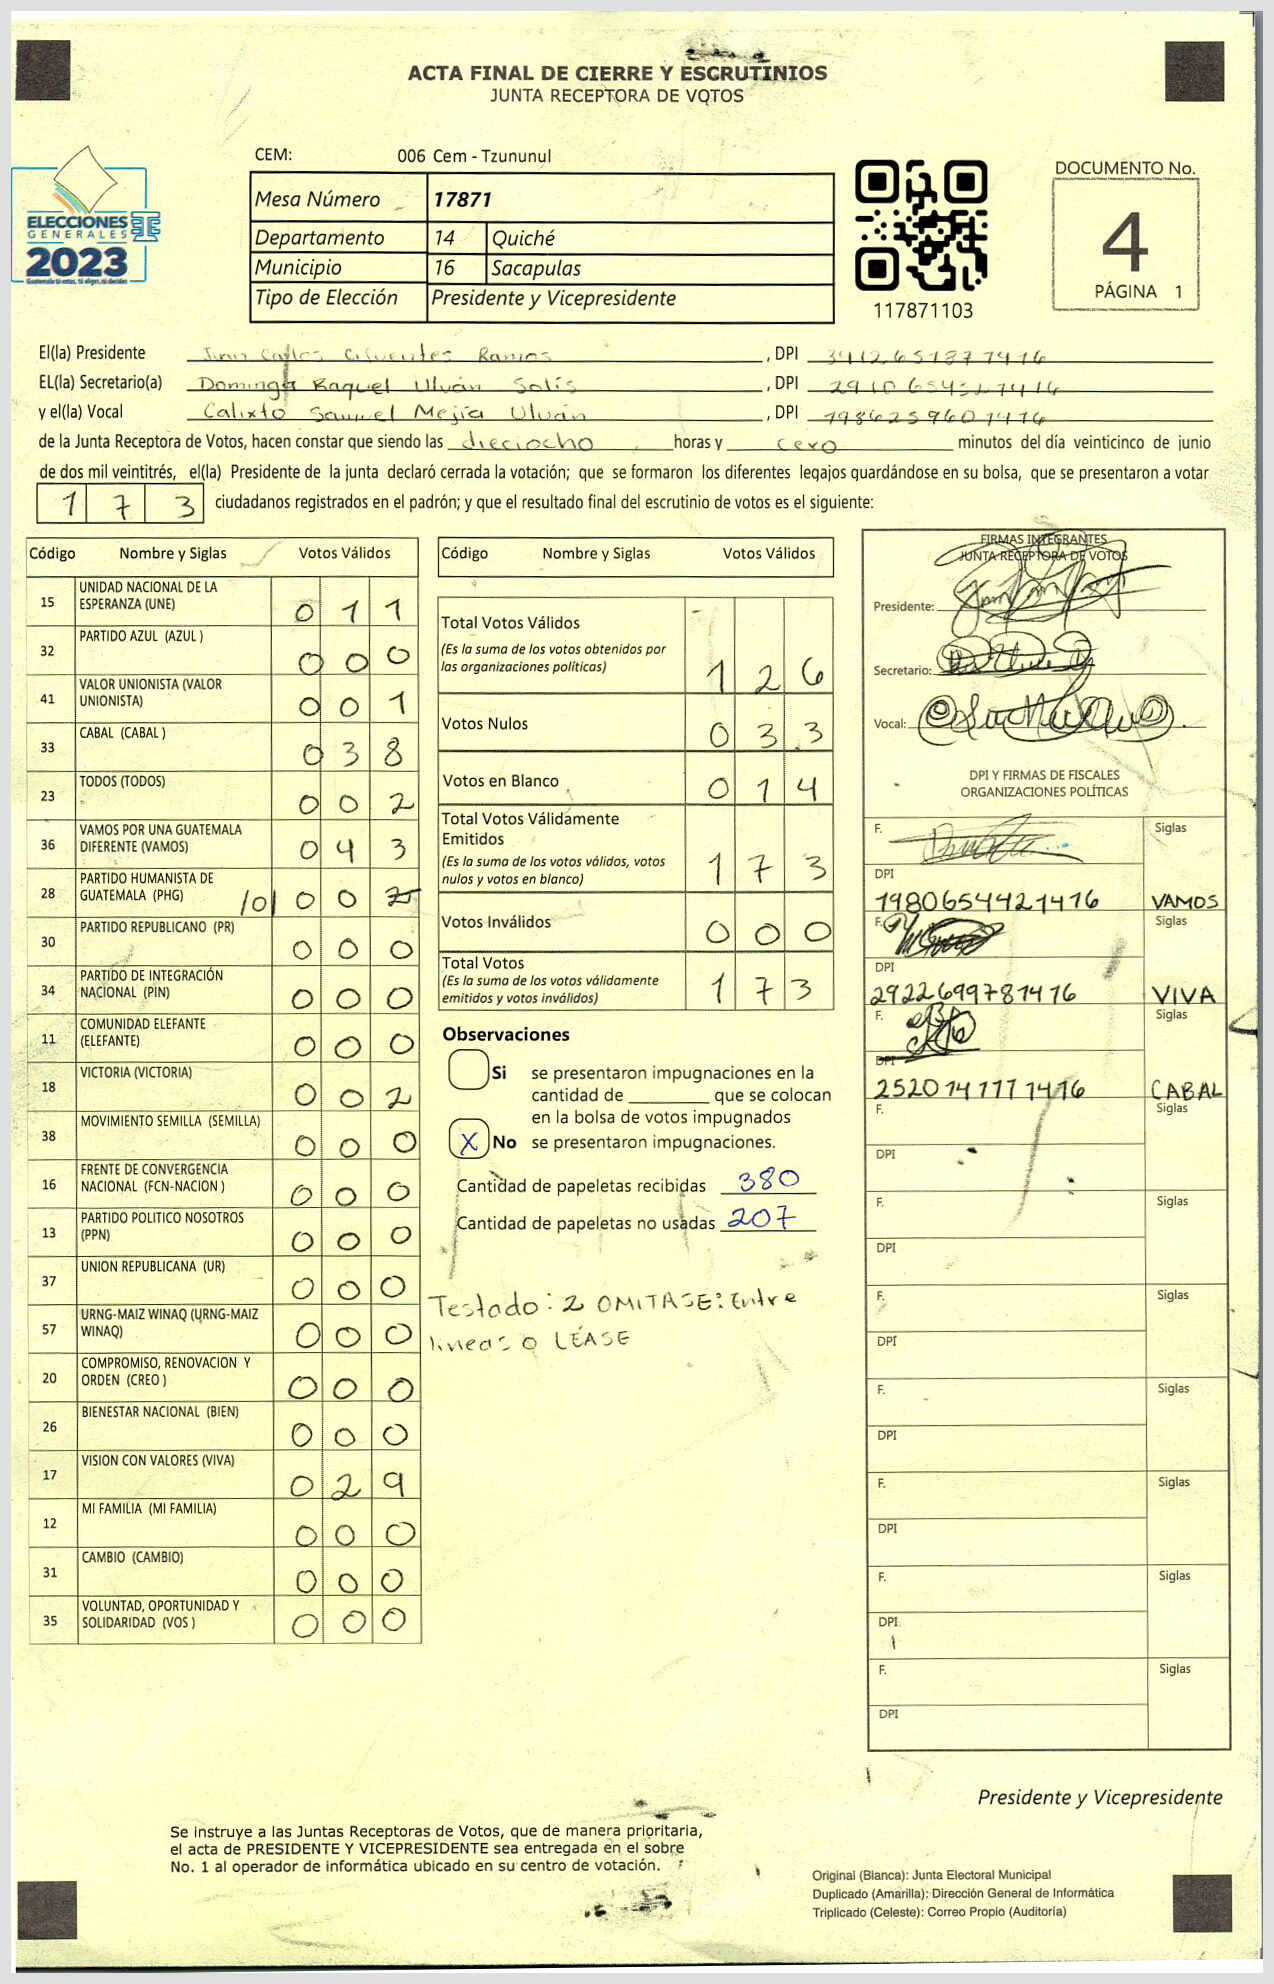 ACTA FINAL DE CIERRE Y ESCRUTINIOS
JUNTA RECEPTORA DE VOTOS
CEM: 006 Cem - Tzununul
Mesa Número 17871
Departamento 14 Quiché
Municipio 16 Sacapulas
Tipo de Elección Presidente y Vicepresidente
ELECCIONES
GENERALES
2023
117871103
DOCUMENTO No.
4
PÁGINA 1
El(la) Presidente Juan Carlos Cifuentes Ramos, DPI
EL(la) Secretario(a) Dominga Raquel Ulván Solís, DPI
y el(la) Vocal Calixto Samuel Mejía Ulván, DPI
de la Junta Receptora de Votos, hacen constar que siendo las dieciocho horas y cero minutos del día veinticinco de junio
de dos mil veintitrés, el(la) Presidente de la junta declaró cerrada la votación; que se formaron los diferentes legajos guardándose en su bolsa, que se presentaron a votar
1 7 3 ciudadanos registrados en el padrón; y que el resultado final del escrutinio de votos es el siguiente:
Código Nombre y Siglas Votos Válidos
15 UNIDAD NACIONAL DE LA ESPERANZA (UNE) 0 1 1
32 PARTIDO AZUL (AZUL ) 0 0 0
41 VALOR UNIONISTA (VALOR UNIONISTA) 0 0 1
33 CABAL (CABAL ) 0 3 8
23 TODOS (TODOS) 0 0 2
36 VAMOS POR UNA GUATEMALA DIFERENTE (VAMOS) 0 4 3
28 PARTIDO HUMANISTA DE GUATEMALA (PHG) /0/ 0 0 2
30 PARTIDO REPUBLICANO (PR) 0 0 0
34 PARTIDO DE INTEGRACIÓN NACIONAL (PIN) 0 0 0
11 COMUNIDAD ELEFANTE (ELEFANTE) 0 0 0
18 VICTORIA (VICTORIA) 0 0 2
38 MOVIMIENTO SEMILLA (SEMILLA) 0 0 0
16 FRENTE DE CONVERGENCIA NACIONAL (FCN-NACION ) 0 0 0
13 PARTIDO POLITICO NOSOTROS (PPN) 0 0 0
37 UNION REPUBLICANA (UR) 0 0 0
57 URNG-MAIZ WINAQ (URNG-MAIZ WINAQ) 0 0 0
20 COMPROMISO, RENOVACION Y ORDEN (CREO ) 0 0 0
26 BIENESTAR NACIONAL (BIEN) 0 0 0
17 VISION CON VALORES (VIVA) 0 2 9
12 MI FAMILIA (MI FAMILIA) 0 0 0
31 CAMBIO (CAMBIO) 0 0 0
35 VOLUNTAD, OPORTUNIDAD Y SOLIDARIDAD (VOS ) 0 0 0
Código Nombre y Siglas Votos Válidos
Total Votos Válidos
(Es la suma de los votos obtenidos por
las organizaciones políticas) 1 2 6
Votos Nulos 0 3 3
Votos en Blanco 0 1 4
Total Votos Válidamente
Emitidos
(Es la suma de los votos válidos, votos
nulos y votos en blanco) 1 7 3
Votos Inválidos 0 0 0
Total Votos
(Es la suma de los votos válidamente
emitidos y votos inválidos) 1 7 3
Observaciones
Si se presentaron impugnaciones en la
cantidad de ________ que se colocan
en la bolsa de votos impugnados
X No se presentaron impugnaciones.
Cantidad de papeletas recibidas 380
Cantidad de papeletas no usadas 207
Testado: 2 OMITASE: Entre
lineas 0 LÉASE
FIRMAS INTEGRANTES
JUNTA RECEPTORA DE VOTOS
Presidente:
Secretario:
Vocal:
DPI Y FIRMAS DE FISCALES
ORGANIZACIONES POLÍTICAS
F. Siglas
DPI
1980654421416 VAMOS
F. Siglas
DPI
2922699781416 VIVA
F. Siglas
DPI
2520141771416 CABAL
F. Siglas
DPI
F. Siglas
DPI
F. Siglas
DPI
F. Siglas
DPI
F. Siglas
DPI
F. Siglas
DPI
F. Siglas
DPI
Presidente y Vicepresidente
Se instruye a las Juntas Receptoras de Votos, que de manera prioritaria,
el acta de PRESIDENTE Y VICEPRESIDENTE sea entregada en el sobre
No. 1 al operador de informática ubicado en su centro de votación.
Original (Blanca): Junta Electoral Municipal
Duplicado (Amarilla): Dirección General de Informática
Triplicado (Celeste): Correo Propio (Auditoría)